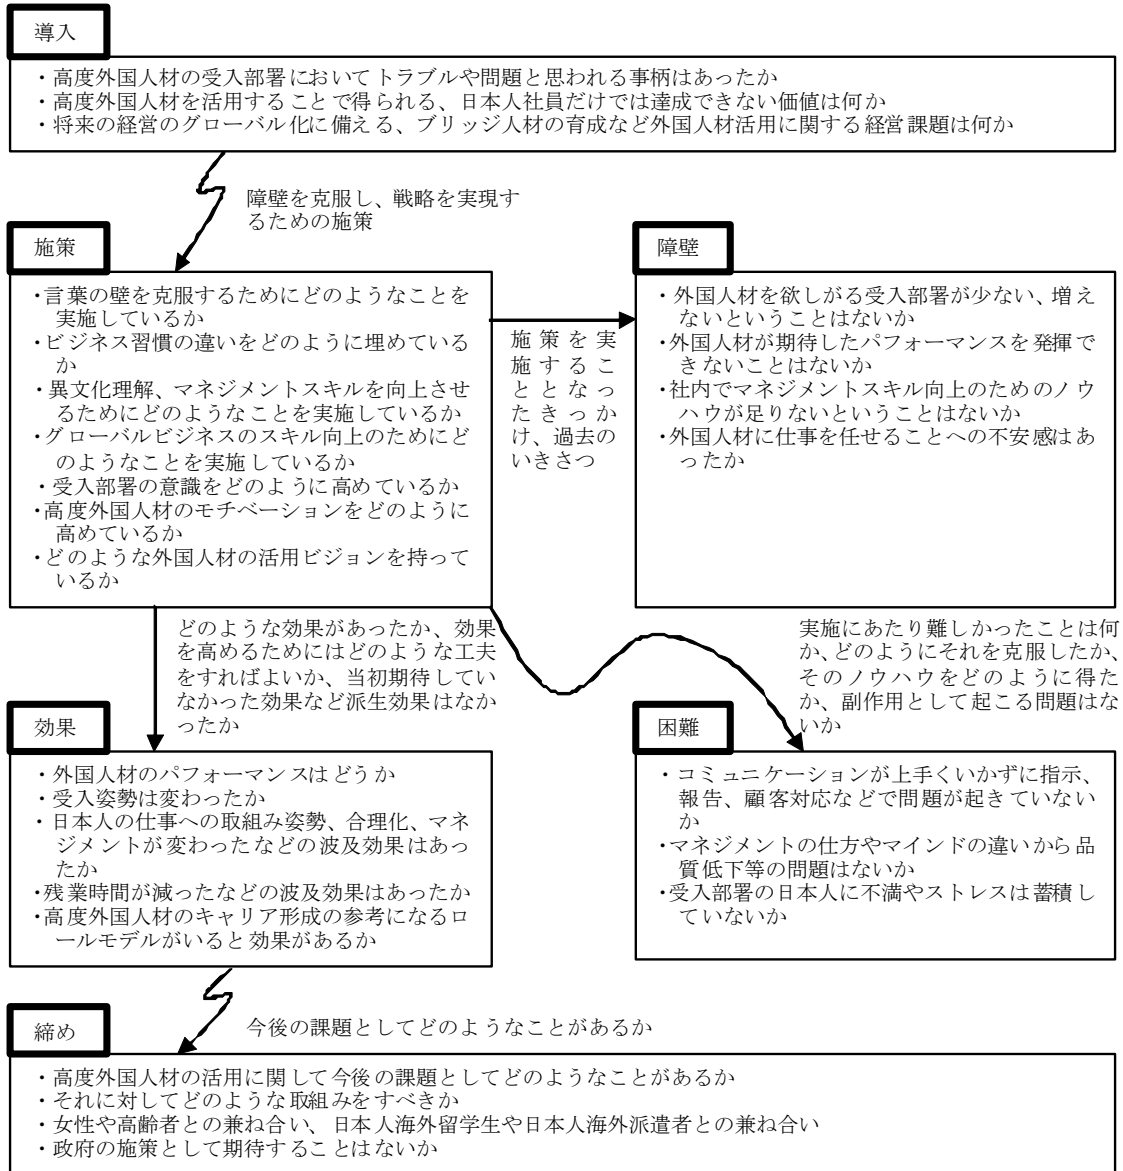 導入
・高度外国人材の受入部署においてトラブルや問題と思われる事柄はあったか
・高度外国人材を活用することで得られる、日本人社員だけでは達成できない価値は何か
・将来の経営のグローバル化に備える、ブリッジ人材の育成など外国人材活用に関する経営課題は何か
障壁を克服し、戦略を実現す
るための施策
施策
・言葉の壁を克服するためにどのようなことを
実施しているか
・ビジネス習慣の違いをどのように埋めている
か
・異文化理解、マネジメントスキルを向上させ
るためにどのようなことを実施しているか
・グローバルビジネスのスキル向上のためにど
のようなことを実施しているか
・受入部署の意識をどのように高めているか
・高度外国人材のモチベーションをどのように
高めているか
・どのような外国人材の活用ビジョンを持って
いるか
施策を実
施するこ
ととなっ
たきっか
け、過去の
いきさつ
障壁
・外国人材を欲しがる受入部署が少ない、増え
ないということはないか
・外国人材が期待したパフォーマンスを発揮で
きないことはないか
・社内でマネジメントスキル向上のためのノウ
ハウが足りないということはないか
・外国人材に仕事を任せることへの不安感はあ
ったか
どのような効果があったか、効果
を高めるためにはどのような工夫
をすればよいか、当初期待してい
なかった効果など派生効果はなか
ったか
実施にあたり難しかったことは何
か、どのようにそれを克服したか、
そのノウハウをどのように得た
か、副作用として起こる問題はな
いか
効果
・外国人材のパフォーマンスはどうか
・受入姿勢は変わったか
・日本人の仕事への取組み姿勢、合理化、マネ
ジメントが変わったなどの波及効果はあっ
たか
・残業時間が減ったなどの波及効果はあったか
・高度外国人材のキャリア形成の参考になるロ
ールモデルがいると効果があるか
困難
・コミュニケーションが上手くいかずに指示、
報告、顧客対応などで問題が起きていない
か
・マネジメントの仕方やマインドの違いから品
質低下等の問題はないか
・受入部署の日本人に不満やストレスは蓄積し
ていないか
今後の課題としてどのようなことがあるか
締め
・高度外国人材の活用に関して今後の課題としてどのようなことがあるか
・それに対してどのような取組みをすべきか
・女性や高齢者との兼ね合い、日本人海外留学生や日本人海外派遣者との兼ね合い
・政府の施策として期待することはないか